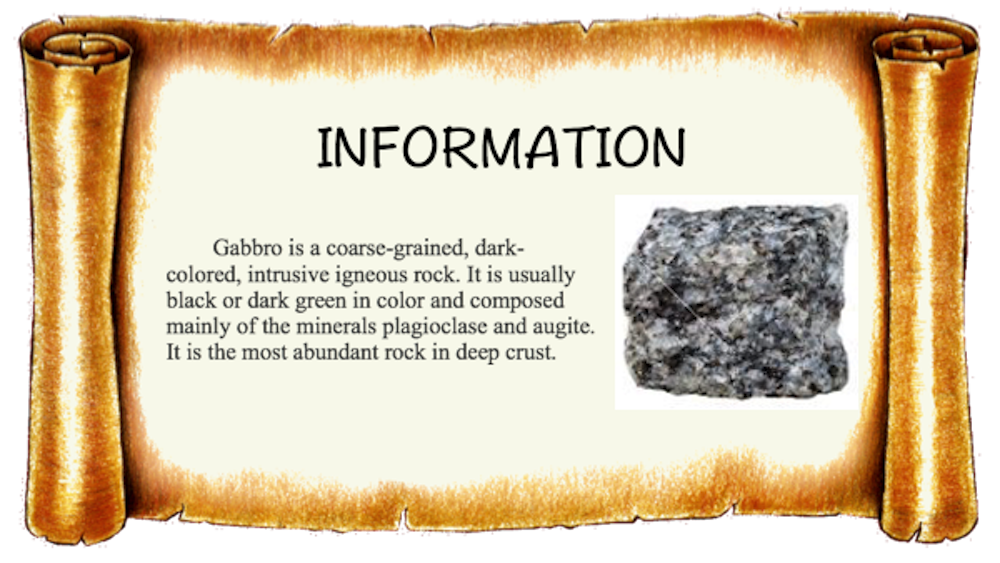 INFORMATION
Gabbro is a coarse-grained, dark-
colored, intrusive igneous rock. It is usually
black or dark green in color and composed
mainly of the minerals plagioclase and augite.
It is the most abundant rock in deep crust.